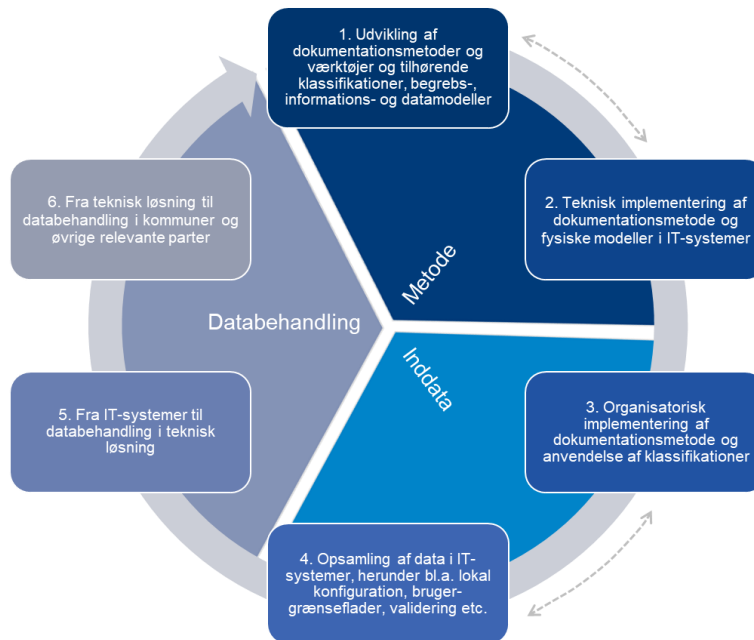 1. Udvikling af
dokumentationsmetoder og
værktøjer og tilhørende
klassifikationer, begrebs-,
informations- og datamodeller
2. Teknisk implementering af
dokumentationsmetode og
fysiske modeller i IT-systemer
3. Organisatorisk
implementering af
dokumentationsmetode og
anvendelse af klassifikationer
4. Opsamling af data i IT-
systemer, herunder bl.a. lokal
konfiguration, bruger-
grænseflader, validering etc.
5. Fra IT-systemer til
databehandling i teknisk
løsning
6. Fra teknisk løsning til
databehandling i kommuner og
øvrige relevante parter
Metode
Inddata
Databehandling